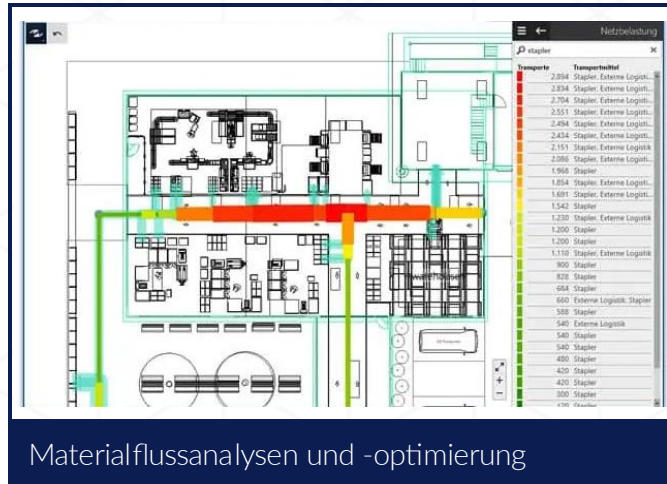 Netzbelastung
stapler
Transporte Transportmittel
2.894 Stapler, Externe Logisti...
2.834 Stapler, Externe Logisti...
2.704 Stapler, Externe Logisti...
2.551 Stapler, Externe Logisti...
2.494 Stapler, Externe Logisti...
2.434 Stapler, Externe Logisti...
2.151 Stapler, Externe Logistik
2.086 Stapler, Externe Logisti...
1.968 Stapler
1.854 Stapler, Externe Logisti...
1.691 Stapler, Externe Logisti...
1.542 Stapler
1.230 Stapler, Externe Logistik
1.200 Stapler
1.200 Stapler
1.110 Stapler, Externe Logistik
900 Stapler
828 Stapler
684 Stapler
660 Externe Logistik, Stapler
588 Stapler
540 Externe Logistik
540 Stapler
540 Stapler
480 Stapler
420 Stapler
420 Stapler
300 Stapler
Stapler
warehouse
Materialflussanalysen und -optimierung